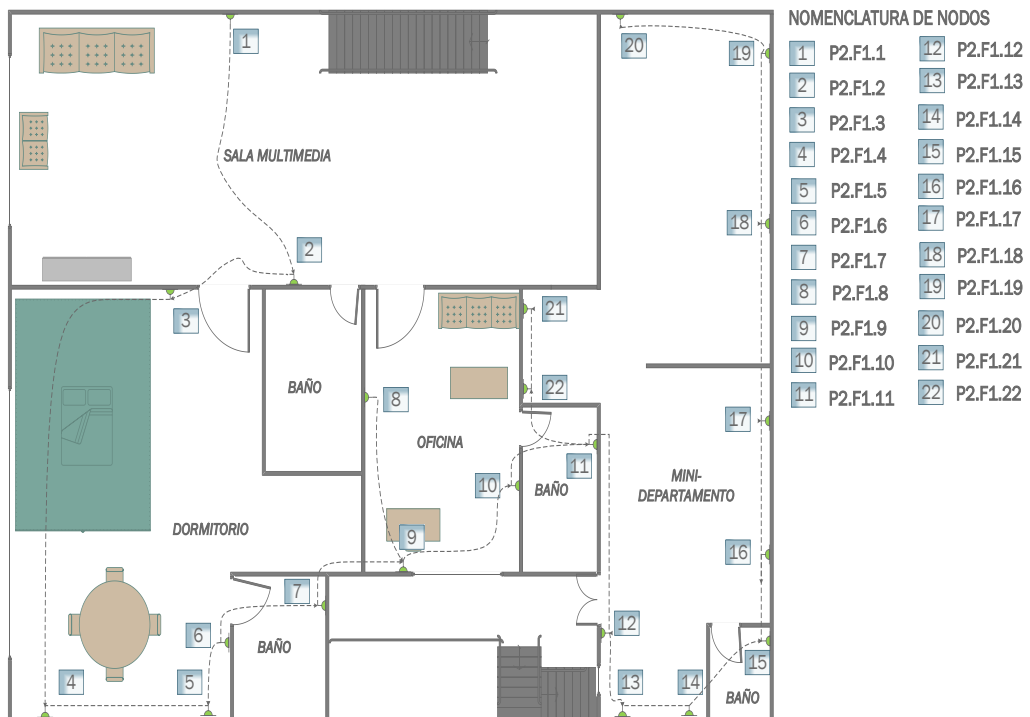 NOMENCLATURA DE NODOS
1 P2.F1.1
2 P2.F1.2
3 P2.F1.3
4 P2.F1.4
5 P2.F1.5
6 P2.F1.6
7 P2.F1.7
8 P2.F1.8
9 P2.F1.9
10 P2.F1.10
11 P2.F1.11
12 P2.F1.12
13 P2.F1.13
14 P2.F1.14
15 P2.F1.15
16 P2.F1.16
17 P2.F1.17
18 P2.F1.18
19 P2.F1.19
20 P2.F1.20
21 P2.F1.21
22 P2.F1.22
1
20
19
SALA MULTIMEDIA
18
2
3
21
BAÑO
22
8
17
OFICINA
11
10
BAÑO
MINI-
DEPARTAMENTO
DORMITORIO
9
16
7
12
6
BAÑO
15
4
5
13
14
BAÑO